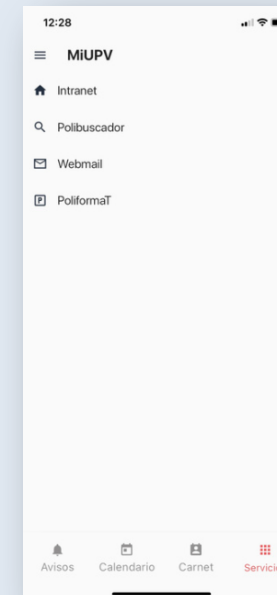 12:28
MiUPV
Intranet
Polibuscador
Webmail
PoliformaT
Avisos Calendario Carnet